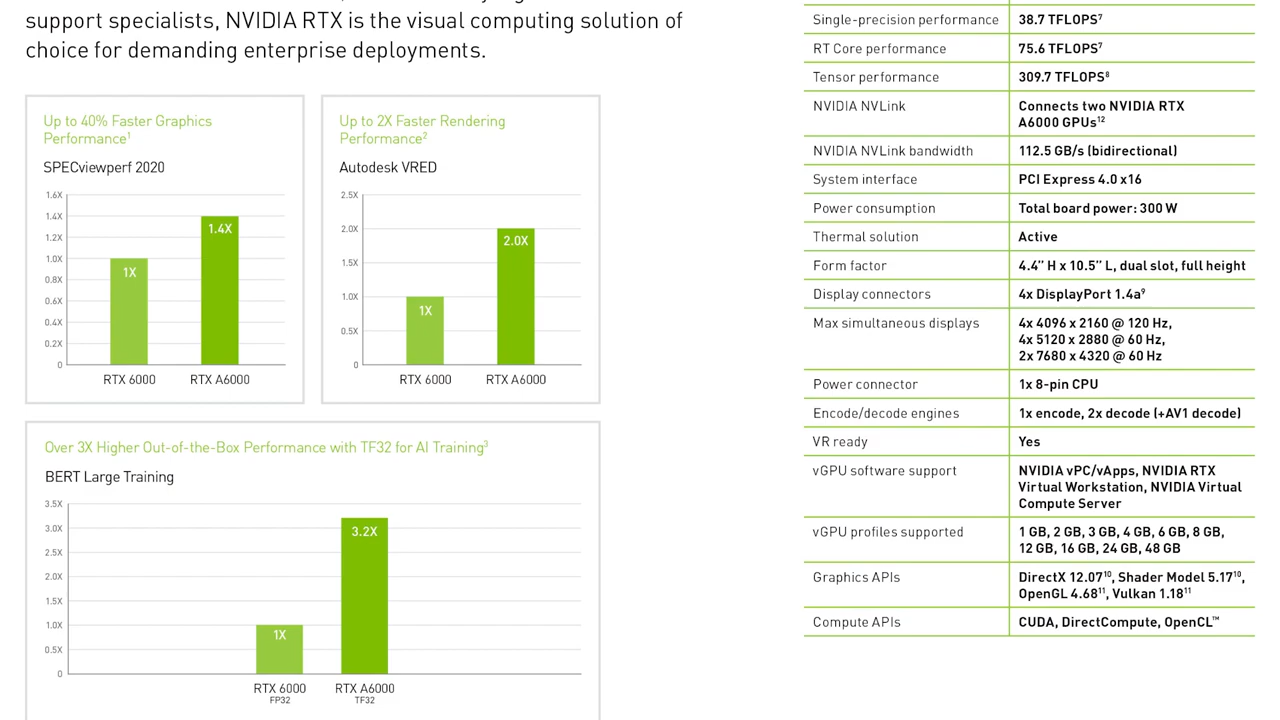 support specialists, NVIDIA RTX is the visual computing solution of
choice for demanding enterprise deployments.
Up to 40% Faster Graphics
Performance¹
SPECviewperf 2020
1.6X
1.4X
1.2X
1.0X
0.8X
0.6X
0.4X
0.2X
0
1X
1.4X
RTX 6000
RTX A6000
Up to 2X Faster Rendering
Performance²
Autodesk VRED
2.5X
2.0X
1.5X
1.0X
0.5X
0
1X
2.0X
RTX 6000
RTX A6000
Over 3X Higher Out-of-the-Box Performance with TF32 for AI Training³
BERT Large Training
3.5X
3.0X
2.5X
2.0X
1.5X
1.0X
0.5X
0
1X
3.2X
RTX 6000
FP32
RTX A6000
TF32
Single-precision performance 38.7 TFLOPS⁷
RT Core performance 75.6 TFLOPS⁷
Tensor performance 309.7 TFLOPS⁸
NVIDIA NVLink Connects two NVIDIA RTX
A6000 GPUs¹²
NVIDIA NVLink bandwidth 112.5 GB/s (bidirectional)
System interface PCI Express 4.0 x16
Power consumption Total board power: 300 W
Thermal solution Active
Form factor 4.4” H x 10.5” L, dual slot, full height
Display connectors 4x DisplayPort 1.4a⁹
Max simultaneous displays 4x 4096 x 2160 @ 120 Hz,
4x 5120 x 2880 @ 60 Hz,
2x 7680 x 4320 @ 60 Hz
Power connector 1x 8-pin CPU
Encode/decode engines 1x encode, 2x decode (+AV1 decode)
VR ready Yes
vGPU software support NVIDIA vPC/vApps, NVIDIA RTX
Virtual Workstation, NVIDIA Virtual
Compute Server
vGPU profiles supported 1 GB, 2 GB, 3 GB, 4 GB, 6 GB, 8 GB,
12 GB, 16 GB, 24 GB, 48 GB
Graphics APIs DirectX 12.07¹⁰, Shader Model 5.17¹⁰,
OpenGL 4.68¹¹, Vulkan 1.18¹¹
Compute APIs CUDA, DirectCompute, OpenCL™